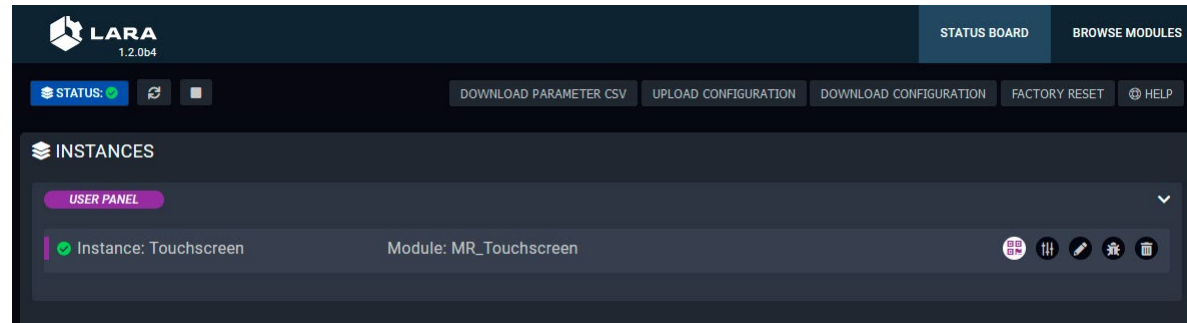 LARA
1.2.0b4
STATUS BOARD
BROWSE MODULES
STATUS:
DOWNLOAD PARAMETER CSV
UPLOAD CONFIGURATION
DOWNLOAD CONFIGURATION
FACTORY RESET
HELP
INSTANCES
USER PANEL
Instance: Touchscreen
Module: MR_Touchscreen